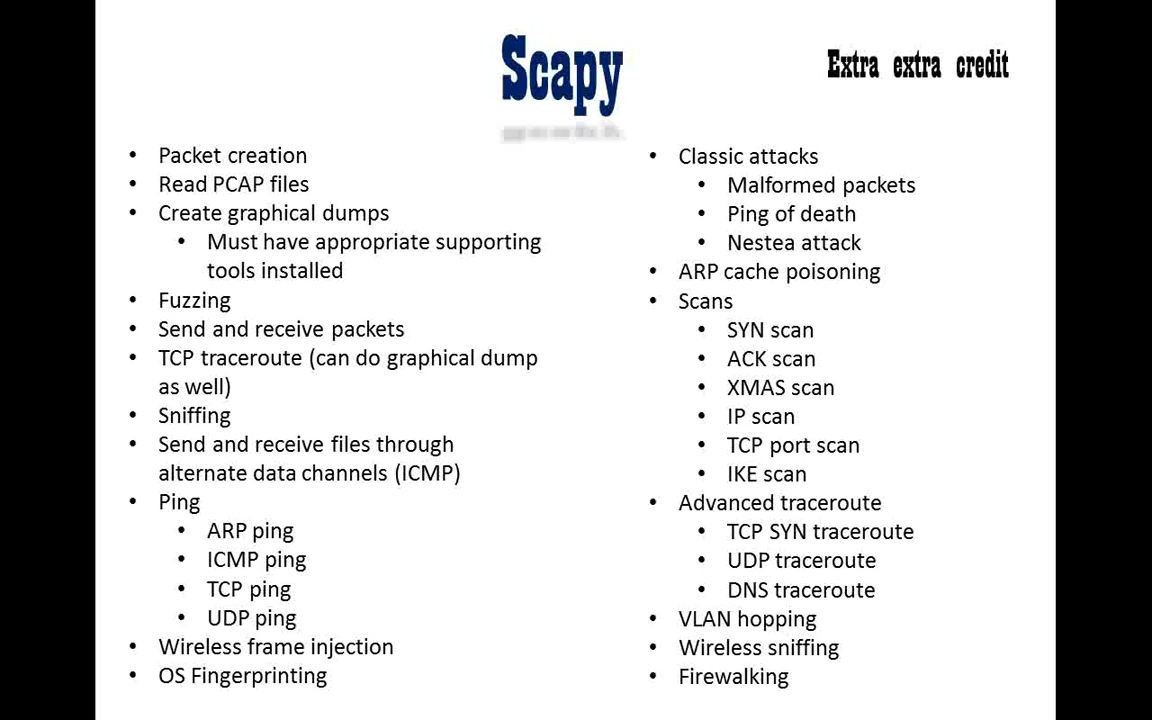 Scapy
Extra extra credit
• Packet creation
• Read PCAP files
• Create graphical dumps
• Must have appropriate supporting
tools installed
• Fuzzing
• Send and receive packets
• TCP traceroute (can do graphical dump
as well)
• Sniffing
• Send and receive files through
alternate data channels (ICMP)
• Ping
• ARP ping
• ICMP ping
• TCP ping
• UDP ping
• Wireless frame injection
• OS Fingerprinting
• Classic attacks
• Malformed packets
• Ping of death
• Nestea attack
• ARP cache poisoning
• Scans
• SYN scan
• ACK scan
• XMAS scan
• IP scan
• TCP port scan
• IKE scan
• Advanced traceroute
• TCP SYN traceroute
• UDP traceroute
• DNS traceroute
• VLAN hopping
• Wireless sniffing
• Firewalking